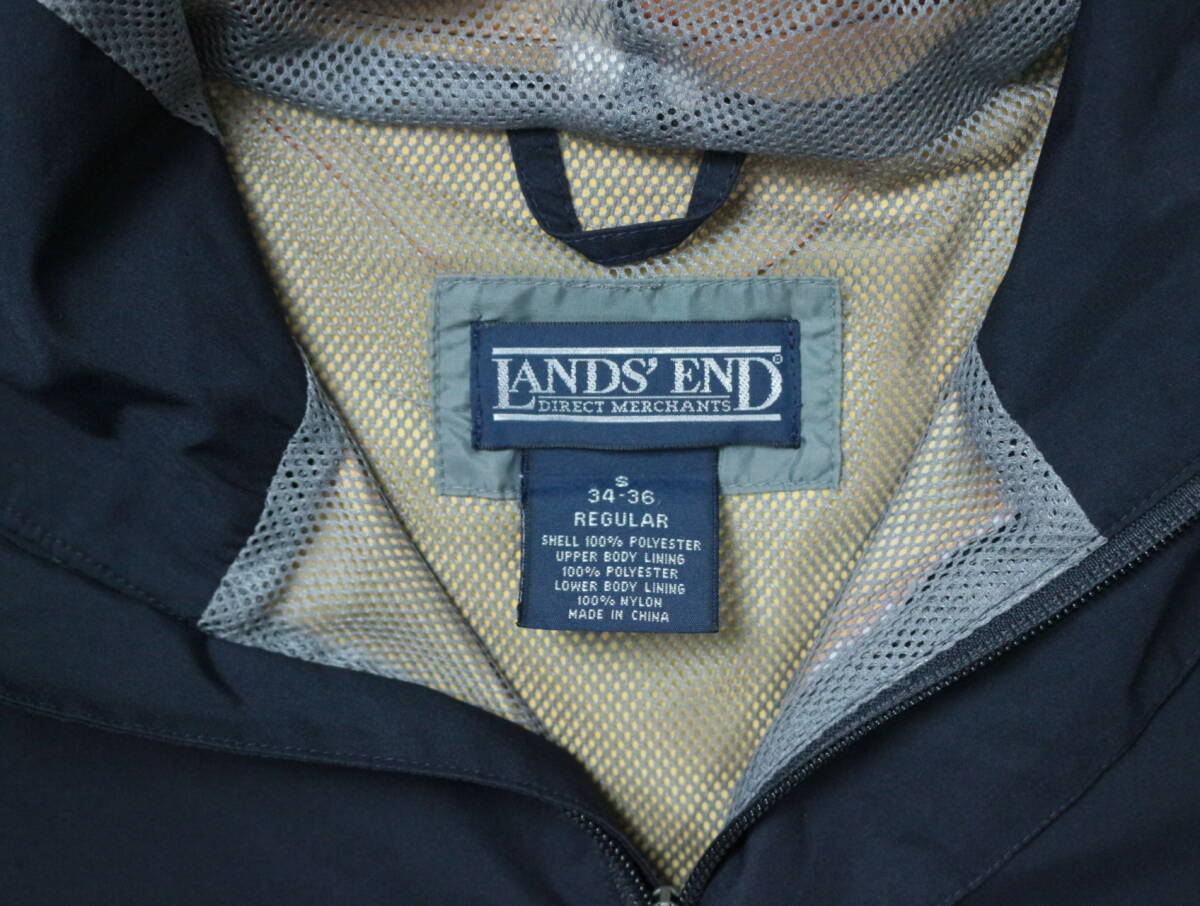 LANDS' END®
DIRECT MERCHANTS
S
34-36
REGULAR
SHELL 100% POLYESTER
UPPER BODY LINING
100% POLYESTER
LOWER BODY LINING
100% NYLON
MADE IN CHINA